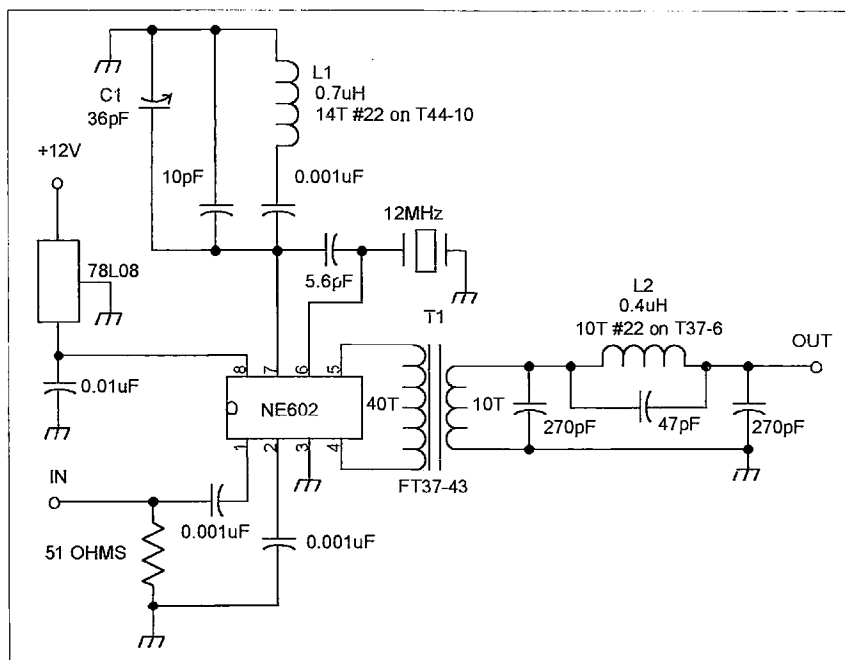 L1
0.7uH
14T #22 on T44-10
C1
36pF
+12V
10pF
0.001uF
12MHz
78L08
5.6pF
L2
0.4uH
10T #22 on T37-6
T1
OUT
8 7 6 5
0.01uF
NE602
40T
10T
270pF
47pF
270pF
1 2 3 4
IN
FT37-43
0.001uF
0.001uF
51 OHMS